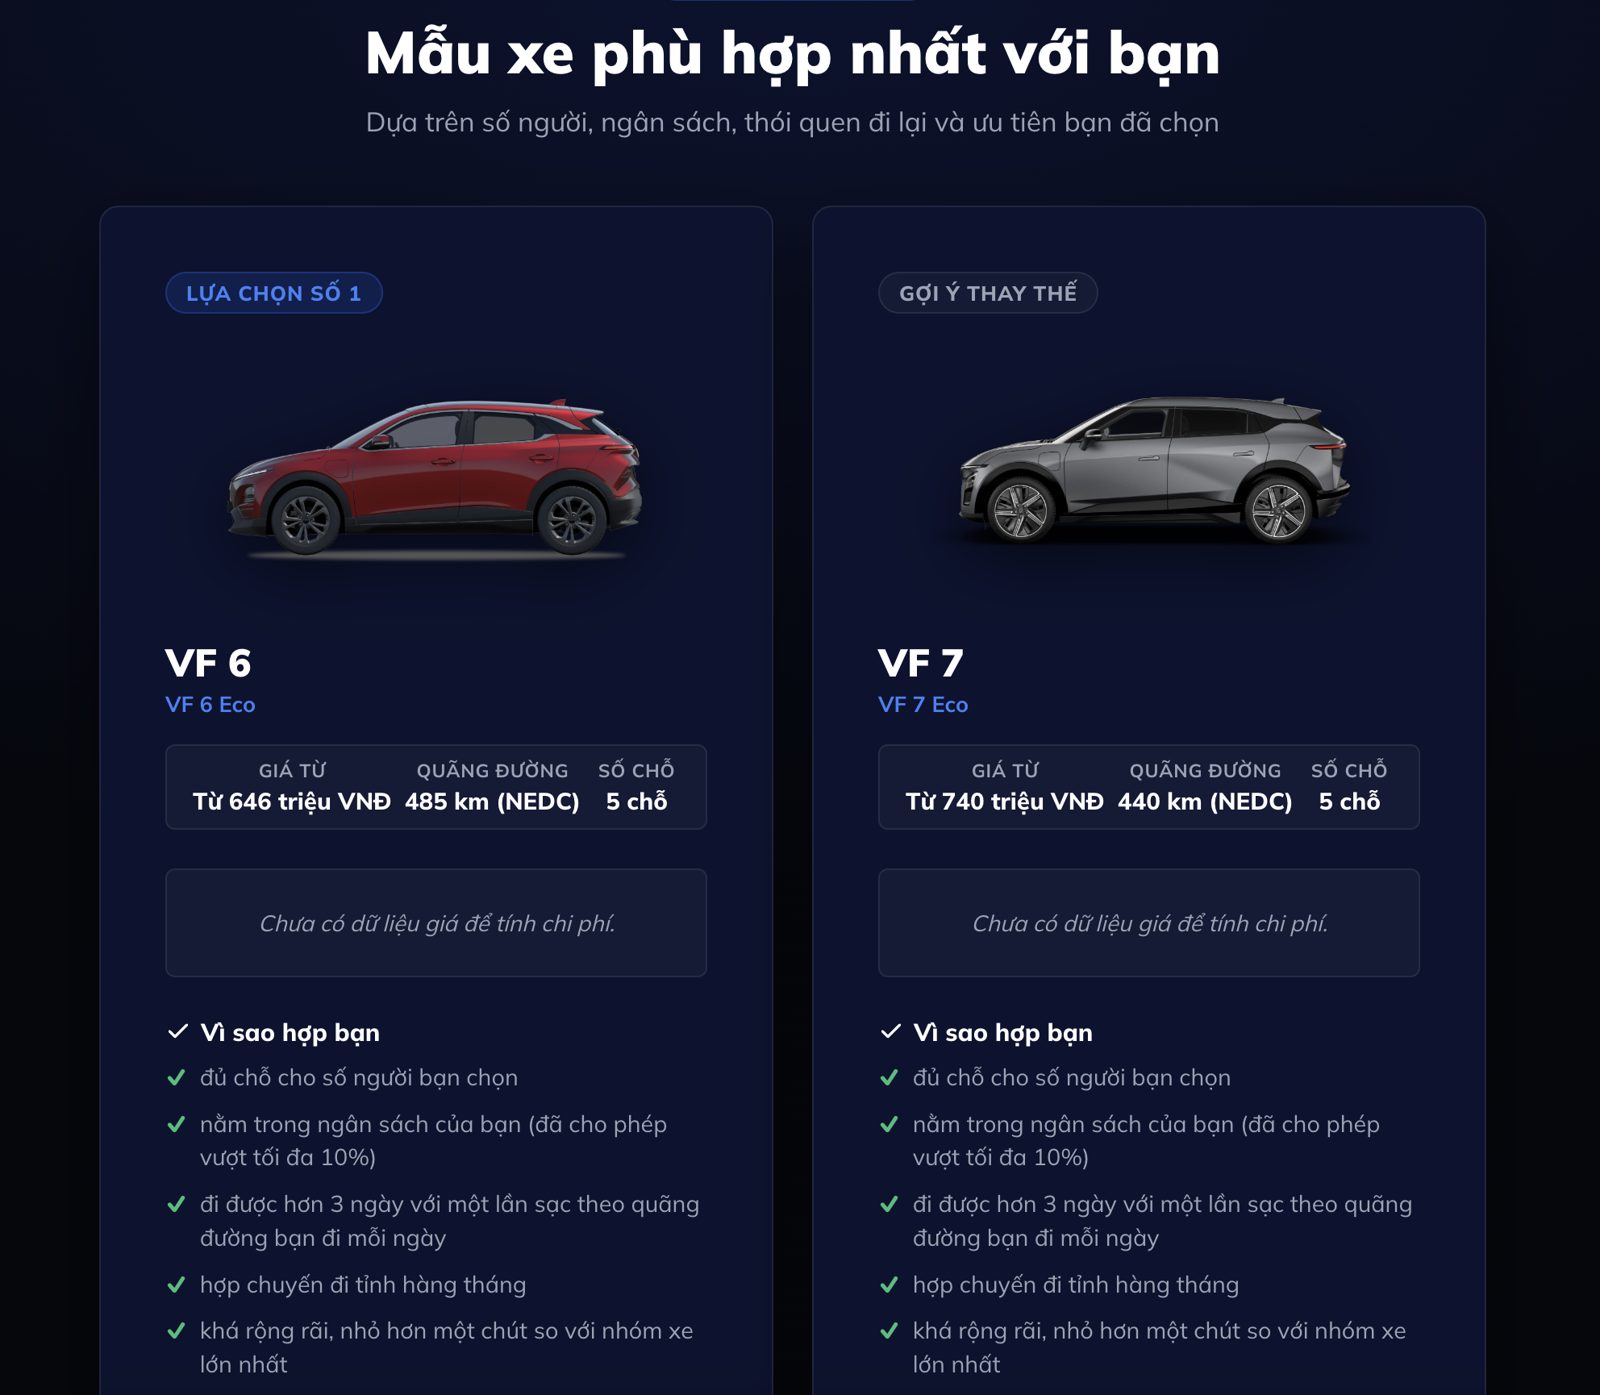 Mẫu xe phù hợp nhất với bạn
Dựa trên số người, ngân sách, thói quen đi lại và ưu tiên bạn đã chọn
LỰA CHỌN SỐ 1
VF 6
VF 6 Eco
GIÁ TỪ
Từ 646 triệu VNĐ
QUÃNG ĐƯỜNG
485 km (NEDC)
SỐ CHỖ
5 chỗ
Chưa có dữ liệu giá để tính chi phí.
Vì sao hợp bạn
đủ chỗ cho số người bạn chọn
nằm trong ngân sách của bạn (đã cho phép
vượt tối đa 10%)
đi được hơn 3 ngày với một lần sạc theo quãng
đường bạn đi mỗi ngày
hợp chuyến đi tỉnh hàng tháng
khá rộng rãi, nhỏ hơn một chút so với nhóm xe
lớn nhất
GỢI Ý THAY THẾ
VF 7
VF 7 Eco
GIÁ TỪ
Từ 740 triệu VNĐ
QUÃNG ĐƯỜNG
440 km (NEDC)
SỐ CHỖ
5 chỗ
Chưa có dữ liệu giá để tính chi phí.
Vì sao hợp bạn
đủ chỗ cho số người bạn chọn
nằm trong ngân sách của bạn (đã cho phép
vượt tối đa 10%)
đi được hơn 3 ngày với một lần sạc theo quãng
đường bạn đi mỗi ngày
hợp chuyến đi tỉnh hàng tháng
khá rộng rãi, nhỏ hơn một chút so với nhóm xe
lớn nhất